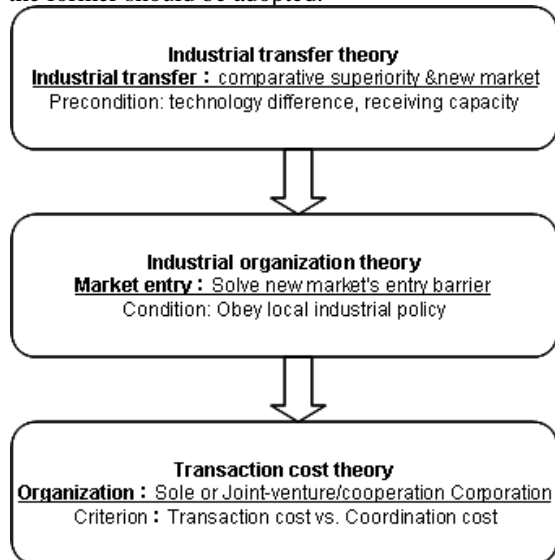 the former should be adopted.
Industrial transfer theory
Industrial transfer： comparative superiority &new market
Precondition: technology difference, receiving capacity
Industrial organization theory
Market entry： Solve new market's entry barrier
Condition: Obey local industrial policy
Transaction cost theory
Organization： Sole or Joint-venture/cooperation Corporation
Criterion： Transaction cost vs. Coordination cost